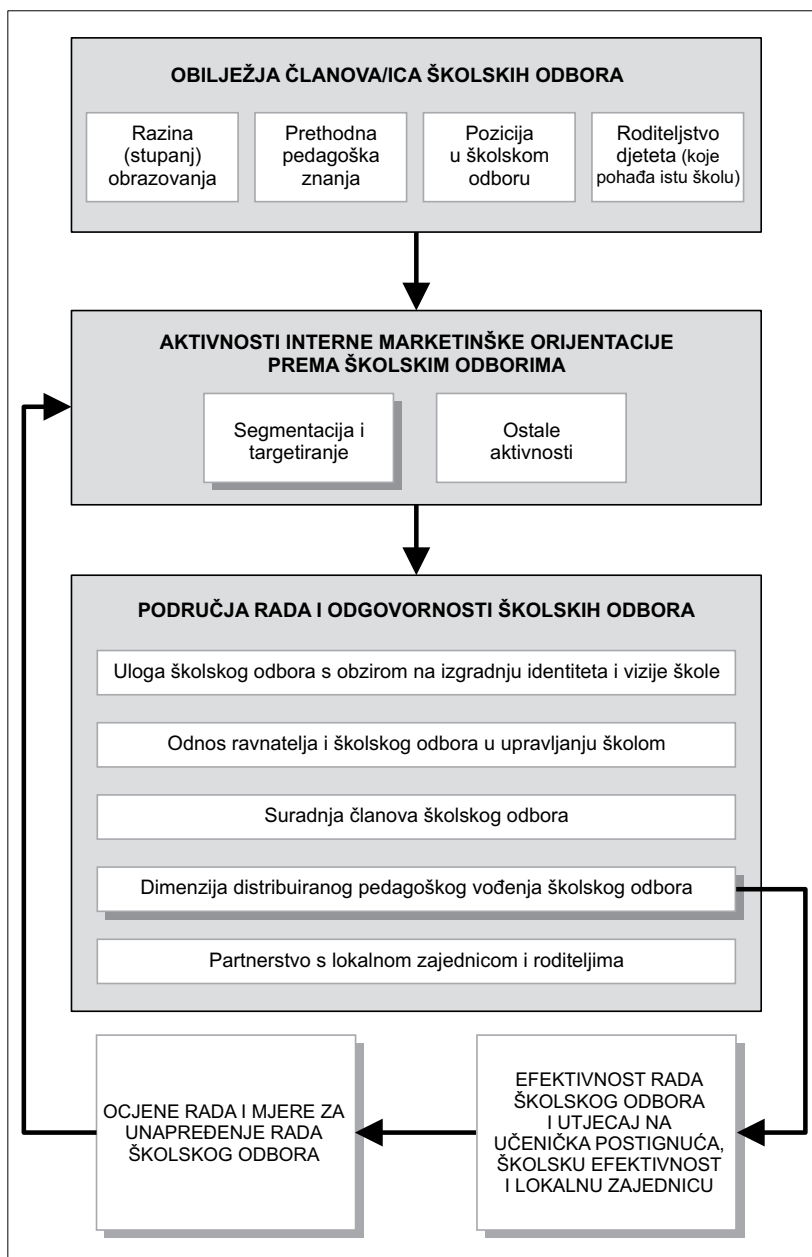 OBILJEŽJA ČLANOVA/ICA ŠKOLSKIH ODBORA
Razina
(stupanj)
obrazovanja
Prethodna
pedagoška
znanja
Pozicija
u školskom
odboru
Roditeljstvo
djeteta (koje
pohađa istu školu)
AKTIVNOSTI INTERNE MARKETINŠKE ORIJENTACIJE
PREMA ŠKOLSKIM ODBORIMA
Segmentacija i
targetiranje
Ostale
aktivnosti
PODRUČJA RADA I ODGOVORNOSTI ŠKOLSKIH ODBORA
Uloga školskog odbora s obzirom na izgradnju identiteta i vizije škole
Odnos ravnatelja i školskog odbora u upravljanju školom
Suradnja članova školskog odbora
Dimenzija distribuiranog pedagoškog vođenja školskog odbora
Partnerstvo s lokalnom zajednicom i roditeljima
OCJENE RADA I MJERE ZA
UNAPREĐENJE RADA
ŠKOLSKOG ODBORA
EFEKTIVNOST RADA
ŠKOLSKOG ODBORA
I UTJECAJ NA
UČENIČKA POSTIGNUĆA,
ŠKOLSKU EFEKTIVNOST
I LOKALNU ZAJEDNICU